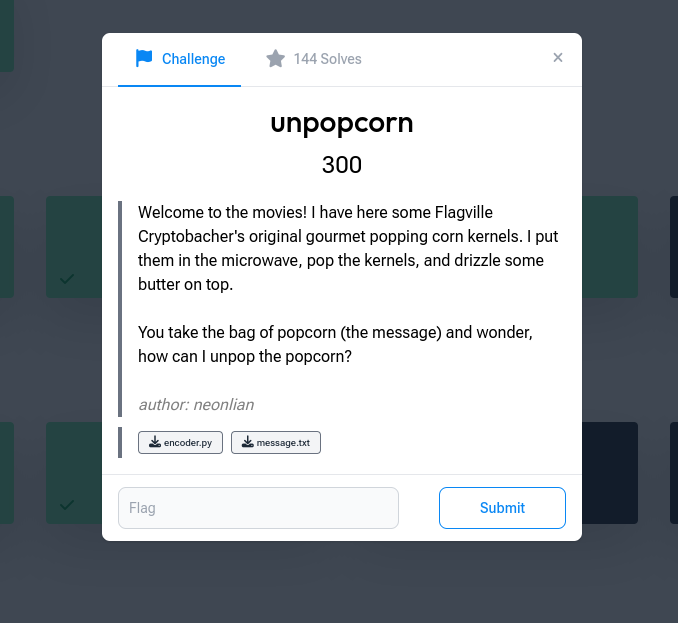 Challenge
144 Solves
×
unpopcorn
300
Welcome to the movies! I have here some Flagville
Cryptobacher's original gourmet popping corn kernels. I put
them in the microwave, pop the kernels, and drizzle some
butter on top.
You take the bag of popcorn (the message) and wonder,
how can I unpop the popcorn?
author: neonlian
encoder.py
message.txt
Flag
Submit